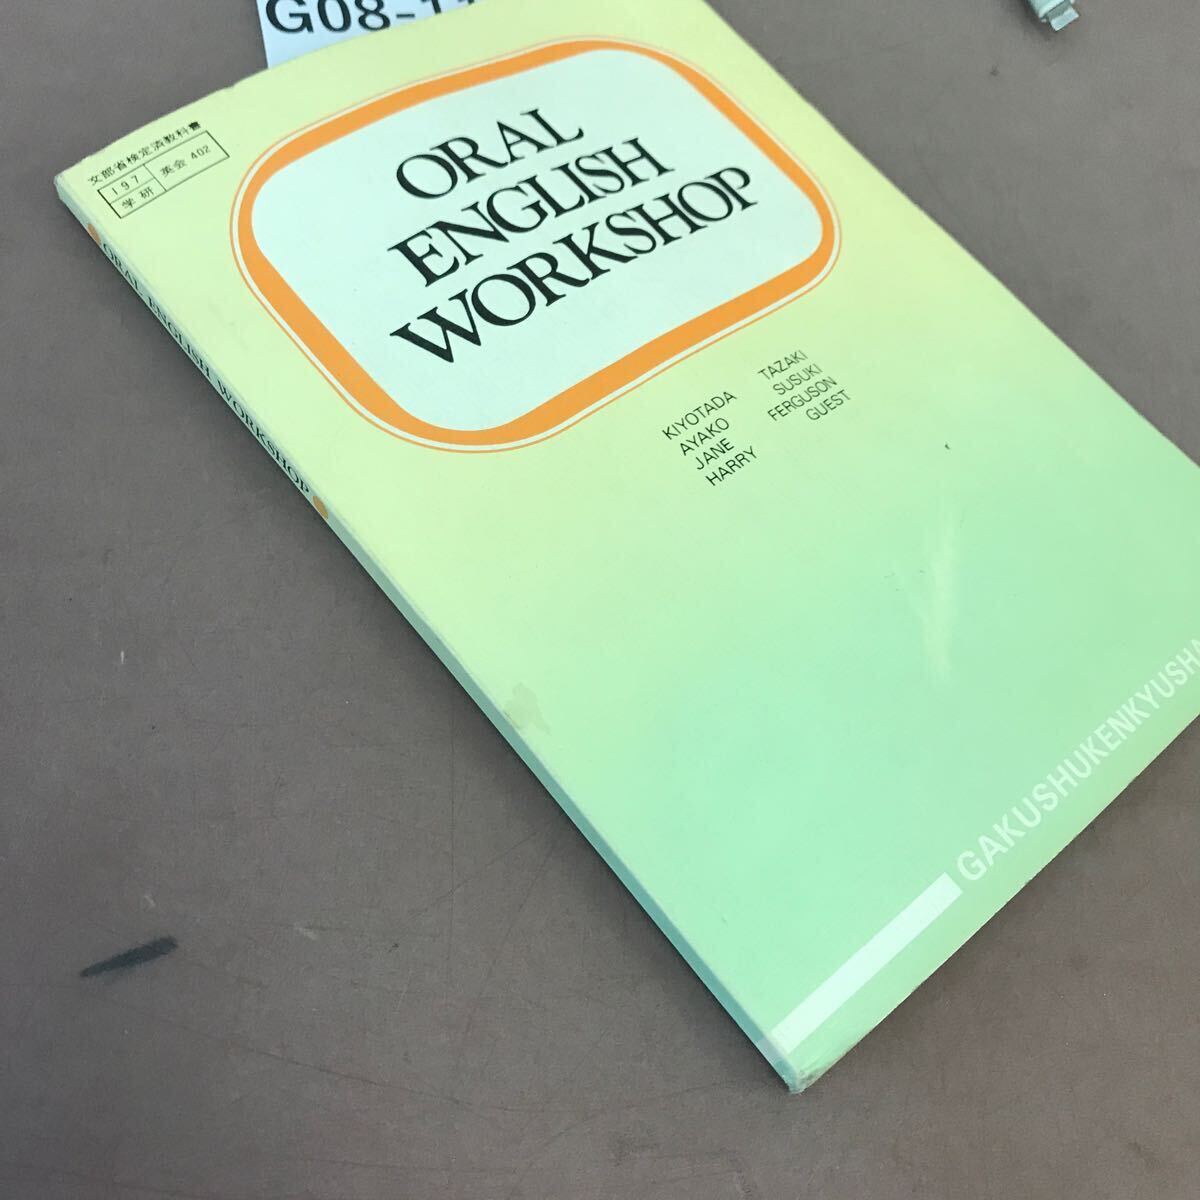 G08-11
文部省検定済教科書
197
学研
英会 402
ORAL
ENGLISH
WORKSHOP
KIYOTADA TAZAKI
AYAKO SUSUKI
JANE FERGUSON
HARRY GUEST
ORAL ENGLISH WORKSHOP
GAKUSHUKENKYUSHA